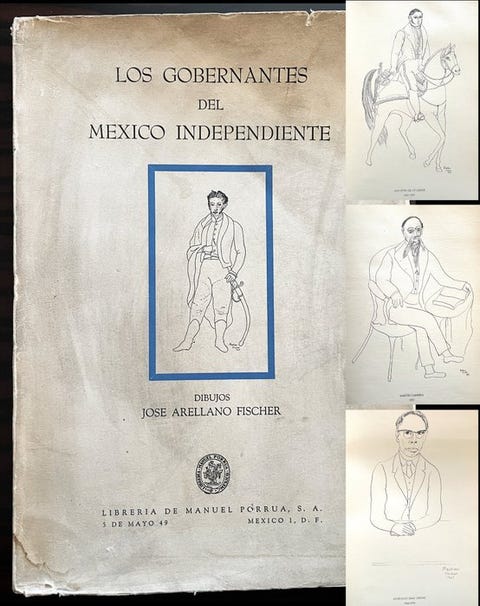 LOS GOBERNANTES
DEL
MEXICO INDEPENDIENTE
DIBUJOS
JOSE ARELLANO FISCHER
LIBRERIA DE MANUEL PORRUA, S. A.
5 DE MAYO 49 MEXICO 1, D. F.